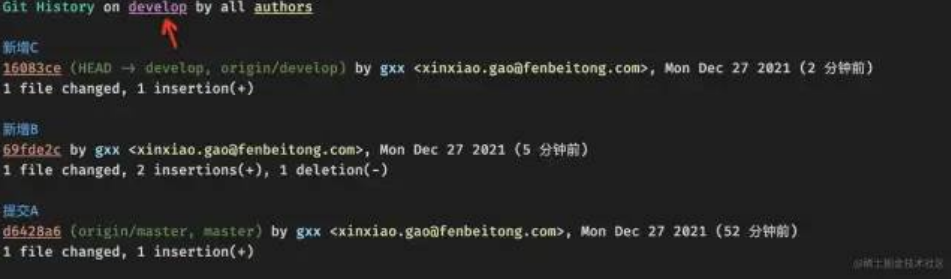 Git History on develop by all authors
新增C
16083ce (HEAD → develop, origin/develop) by gxx <xinxiao.gao@fenbeitong.com>, Mon Dec 27 2021 (2 分钟前)
1 file changed, 1 insertion(+)
新增B
69fde2c by gxx <xinxiao.gao@fenbeitong.com>, Mon Dec 27 2021 (5 分钟前)
1 file changed, 2 insertions(+), 1 deletion(-)
提交A
d6428a6 (origin/master, master) by gxx <xinxiao.gao@fenbeitong.com>, Mon Dec 27 2021 (52 分钟前)
1 file changed, 1 insertion(+)
@稀土掘金技术社区